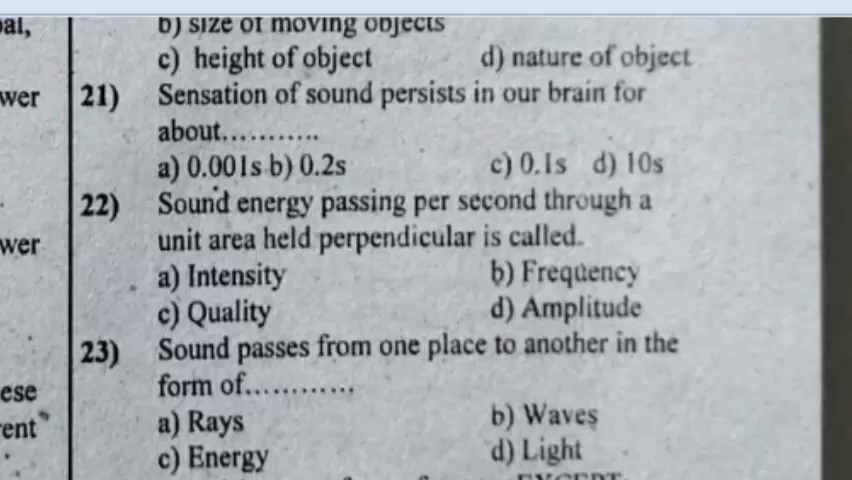 bal,
wer
wer
ese
rent
b) size of moving objects
c) height of object d) nature of object
21) Sensation of sound persists in our brain for
about...........
a) 0.001s b) 0.2s c) 0.1s d) 10s
22) Sound energy passing per second through a
unit area held perpendicular is called.
a) Intensity b) Frequency
c) Quality d) Amplitude
23) Sound passes from one place to another in the
form of............
a) Rays b) Waves
c) Energy d) Light
EXCEPT